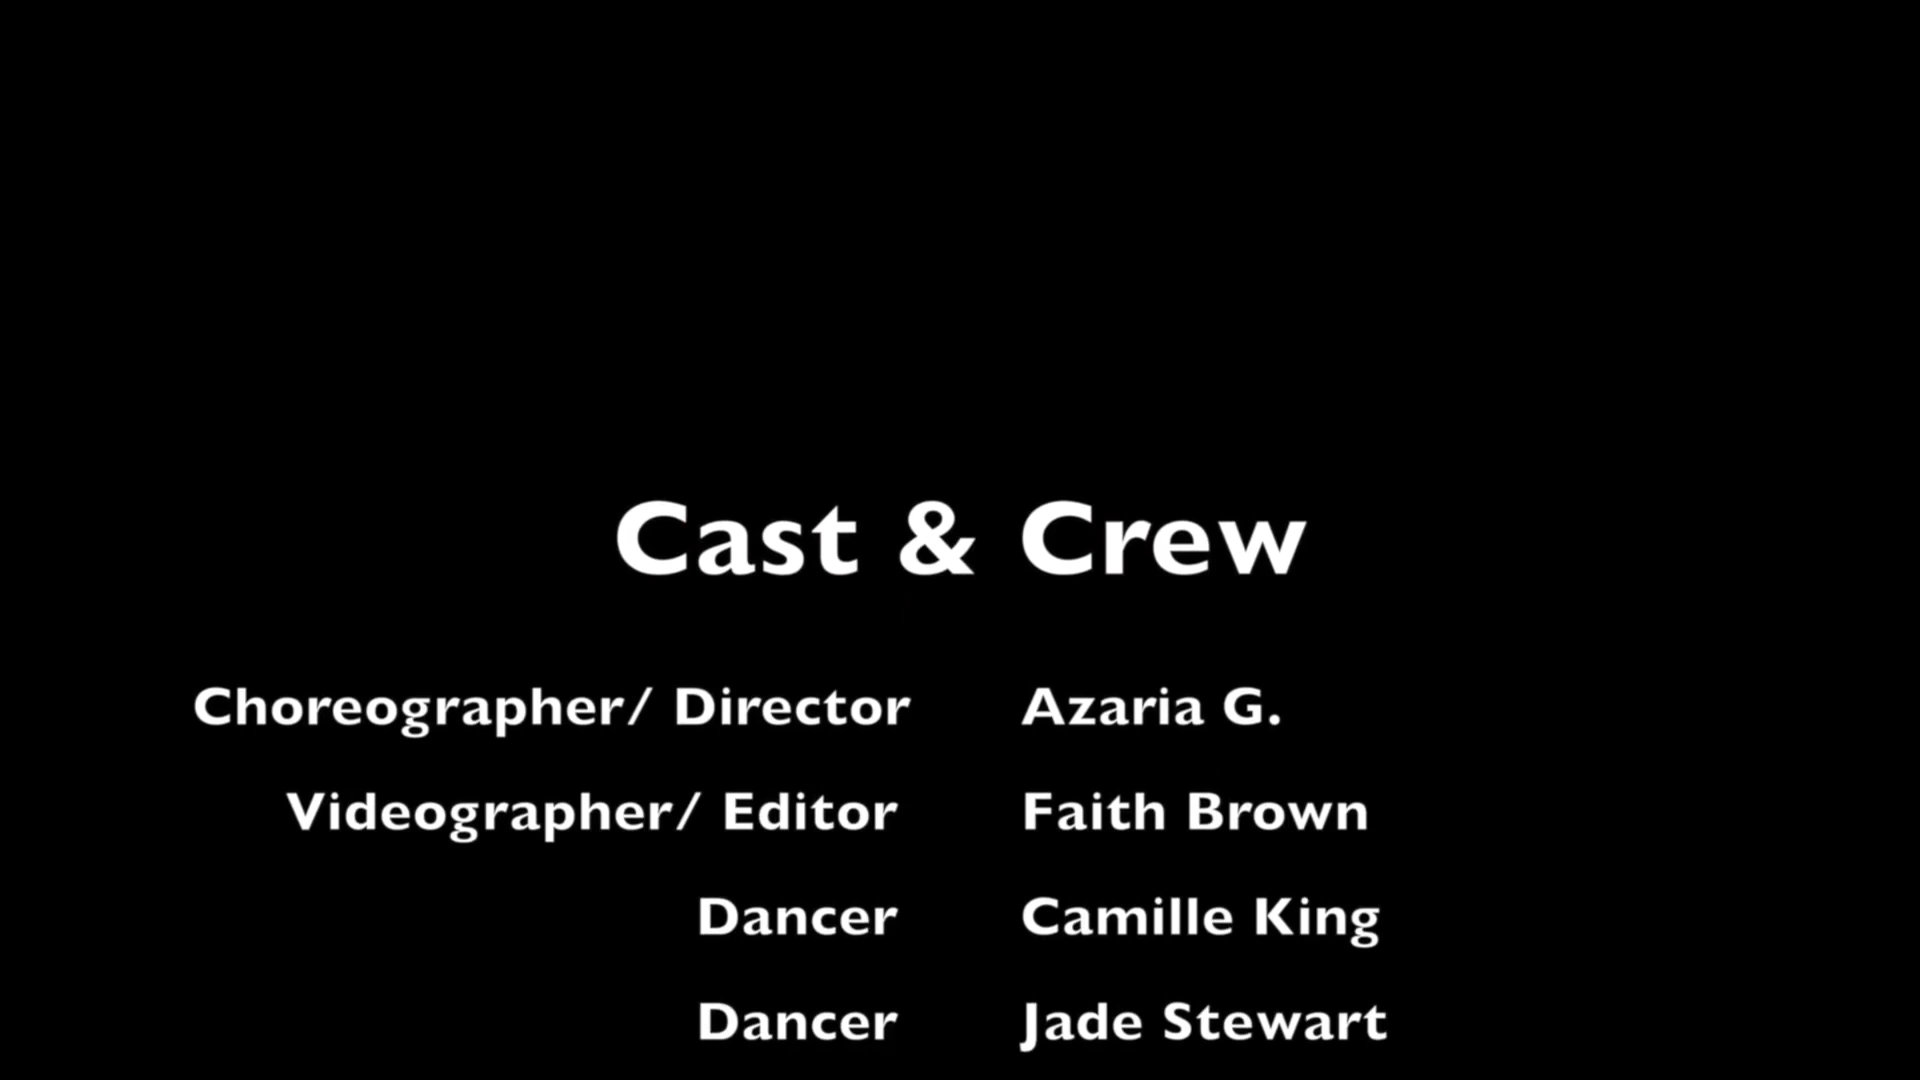 Cast & Crew
Choreographer/ Director Azaria G.
Videographer/ Editor Faith Brown
Dancer Camille King
Dancer Jade Stewart